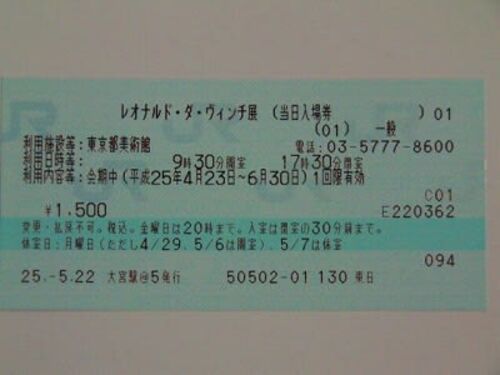 レオナルド・ダ・ヴィンチ展 (当日入場券 ) 01
(01) 一般
利用施設等:東京都美術館 電話:03-5777-8600
利用日時等: 9時30分開室 17時30分閉室
利用内容等:会期中(平成25年4月23日~6月30日)1回限有効
C01
¥1,500 E220362
変更・払戻不可。税込。金曜日は20時まで。入室は閉室の30分前まで。
休室日:月曜日(ただし4/29、5/6は開室)、5/7は休室
094
25.-5.22 大宮駅@5発行 50502-01 130 東日